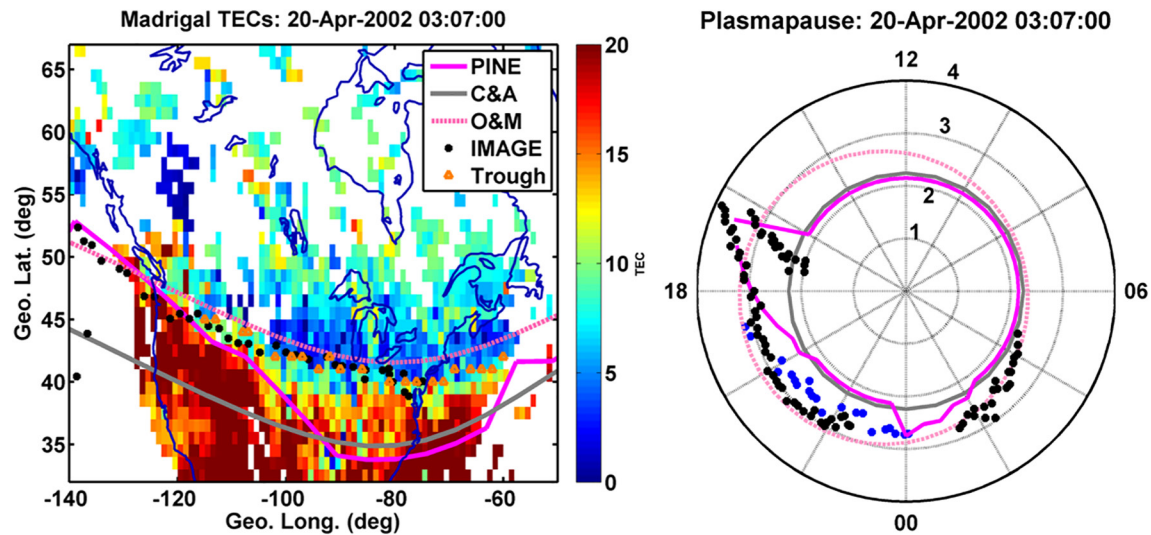 Madrigal TECs: 20-Apr-2002 03:07:00
Geo. Lat. (deg)
65
60
55
50
45
40
35
-140
-120
-100
-80
-60
Geo. Long. (deg)
PINE
C&A
O&M
IMAGE
Trough
20
15
10
5
0
TEC
Plasmapause: 20-Apr-2002 03:07:00
12
4
3
2
1
18
06
00